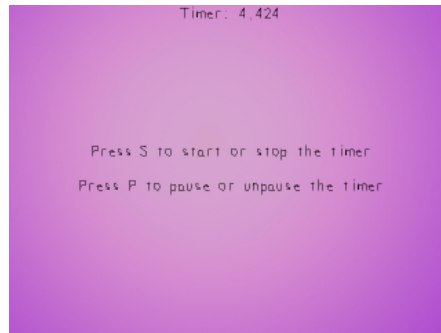 Timer: 4.424
Press S to start or stop the timer
Press P to pause or unpause the timer